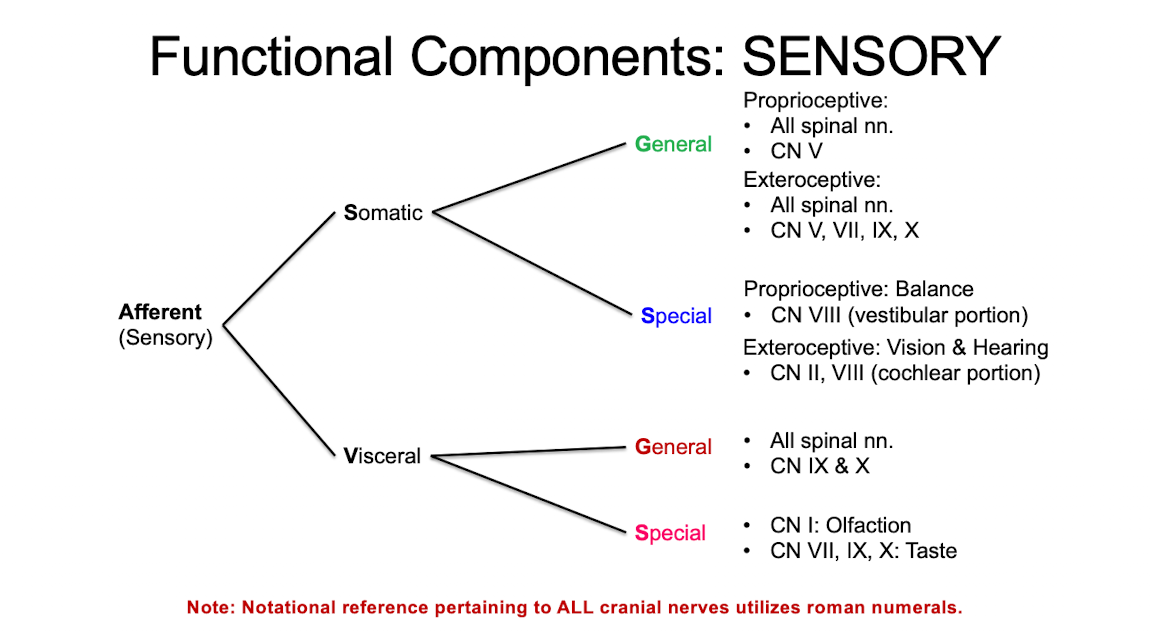 Functional Components: SENSORY
Proprioceptive:
• All spinal nn.
• CN V
General
Exteroceptive:
• All spinal nn.
• CN V, VII, IX, X
Somatic
Afferent
(Sensory)
Special
Proprioceptive: Balance
• CN VIII (vestibular portion)
Exteroceptive: Vision & Hearing
• CN II, VIII (cochlear portion)
Visceral
General
• All spinal nn.
• CN IX & X
Special
• CN I: Olfaction
• CN VII, IX, X: Taste
Note: Notational reference pertaining to ALL cranial nerves utilizes roman numerals.